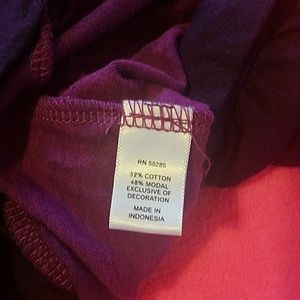 RN 55285
52% COTTON
48% MODAL
EXCLUSIVE OF
DECORATION
MADE IN
INDONESIA